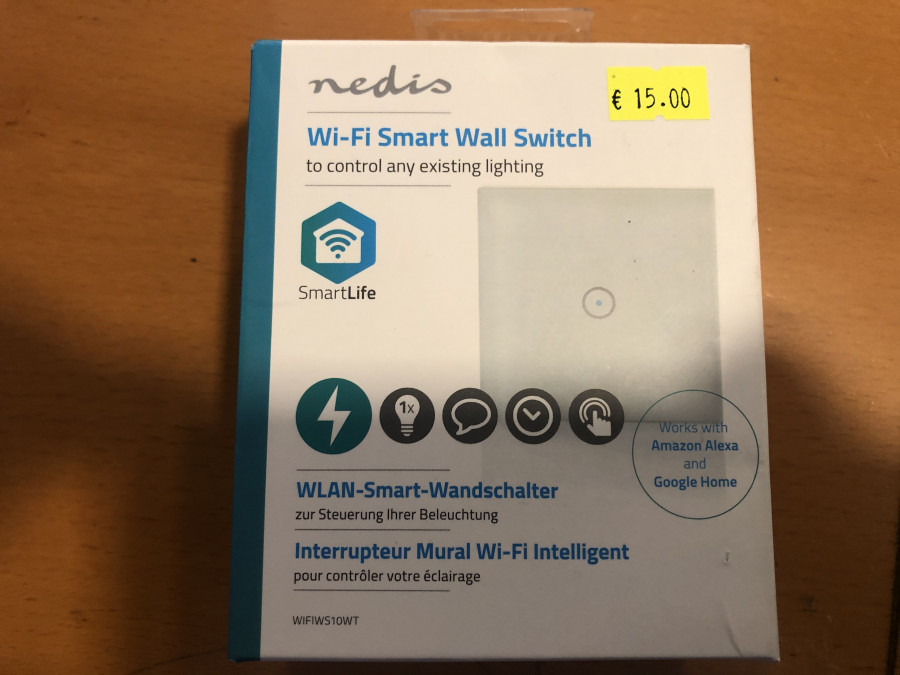 nedis
€ 15.00
Wi-Fi Smart Wall Switch
to control any existing lighting
SmartLife
1x
Works with
Amazon Alexa
and
Google Home
WLAN-Smart-Wandschalter
zur Steuerung Ihrer Beleuchtung
Interrupteur Mural Wi-Fi Intelligent
pour contrôler votre éclairage
WIFIWS10WT